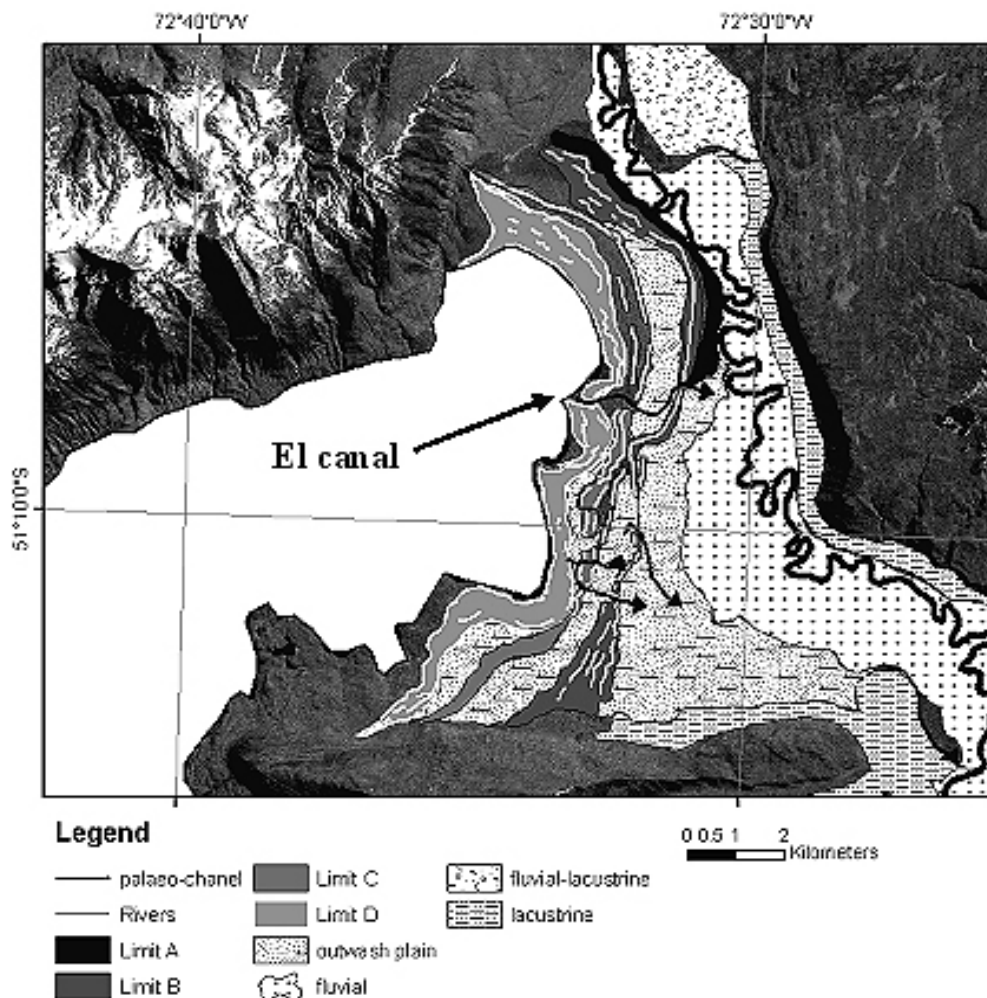 72°40'0"W 72°30'0"W
El canal
51°10'0"S
Legend
0 0.5 1 2
Kilometers
palaeo-chanel
Rivers
Limit A
Limit B
Limit C
Limit D
outwash plain
fluvial
fluvial-lacustrine
lacustrine